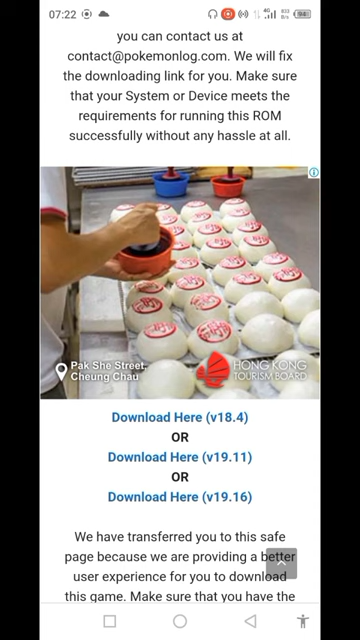 07:22
you can contact us at
contact@pokemonlog.com. We will fix
the downloading link for you. Make sure
that your System or Device meets the
requirements for running this ROM
successfully without any hassle at all.
Pak She Street,
Cheung Chau
HONG KONG
TOURISM BOARD
Download Here (v18.4)
OR
Download Here (v19.11)
OR
Download Here (v19.16)
We have transferred you to this safe
page because we are providing a better
user experience for you to download
this game. Make sure that you have the